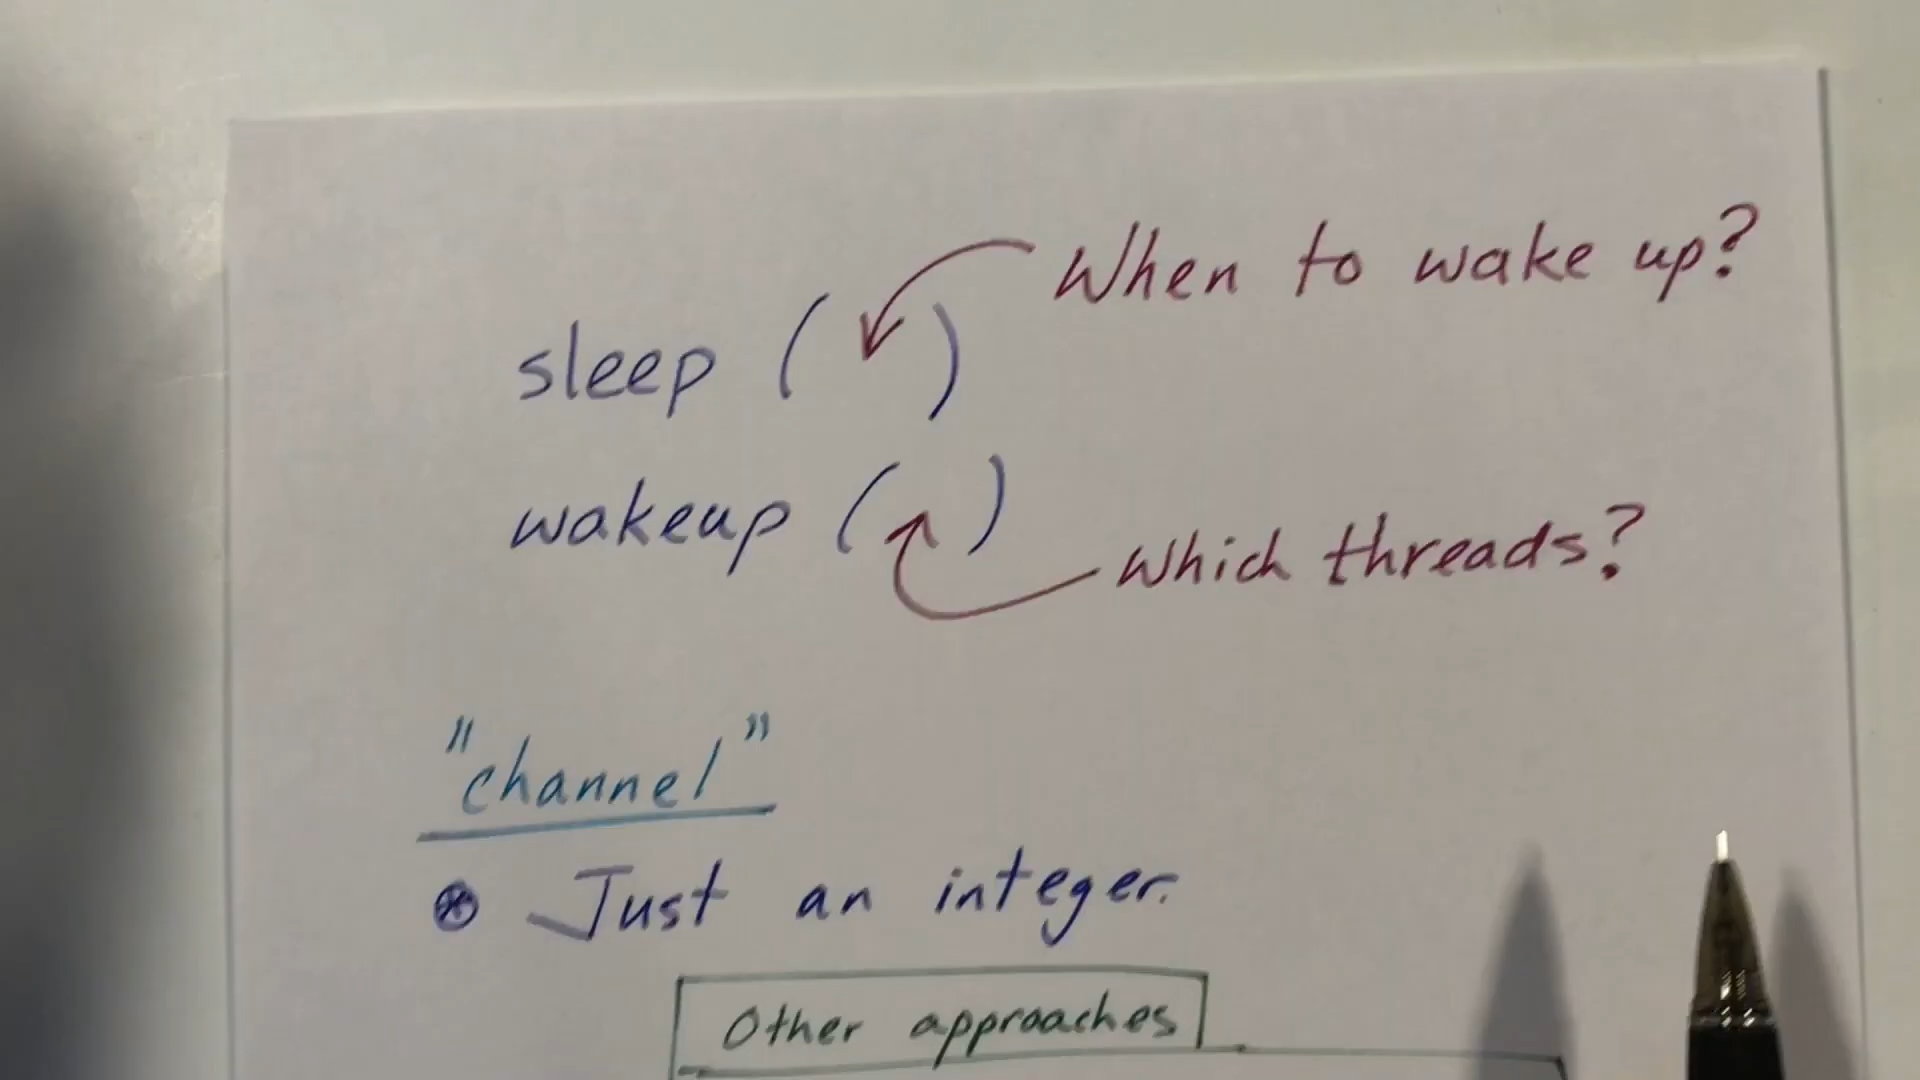 When to wake up?
sleep ( )
wakeup ( )
Which threads?
"channel"
⊛ Just an integer.
Other approaches